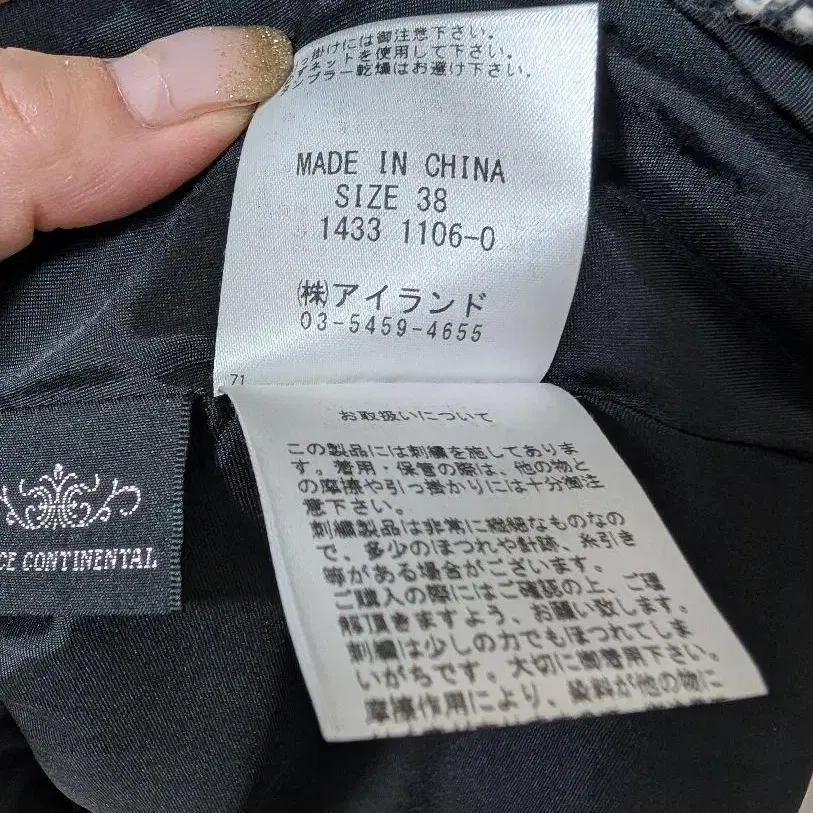 っ掛けには御注意下さい。
ネットを使用して下さい。
ンブラー乾燥はお避け下さい。
MADE IN CHINA
SIZE 38
1433 1106-0
㈱アイランド
03-5459-4655
71
お取扱いについて
この製品には刺繍を施してありま
す。着用・保管の際は、他の物と
の摩擦や引っ掛かりには十分御注
意下さい。
刺繍製品は非常に繊細なものなの
で、多少のほつれや針跡、糸引き
等がある場合がございます。
ご購入の際にはご確認の上、ご理
解頂きますよう、お願い致します。
刺繍は少しの力でもほつれてしま
いがちです。大切に御着用下さい。
摩擦作用により、染料が他の物に
CE CONTINENTAL